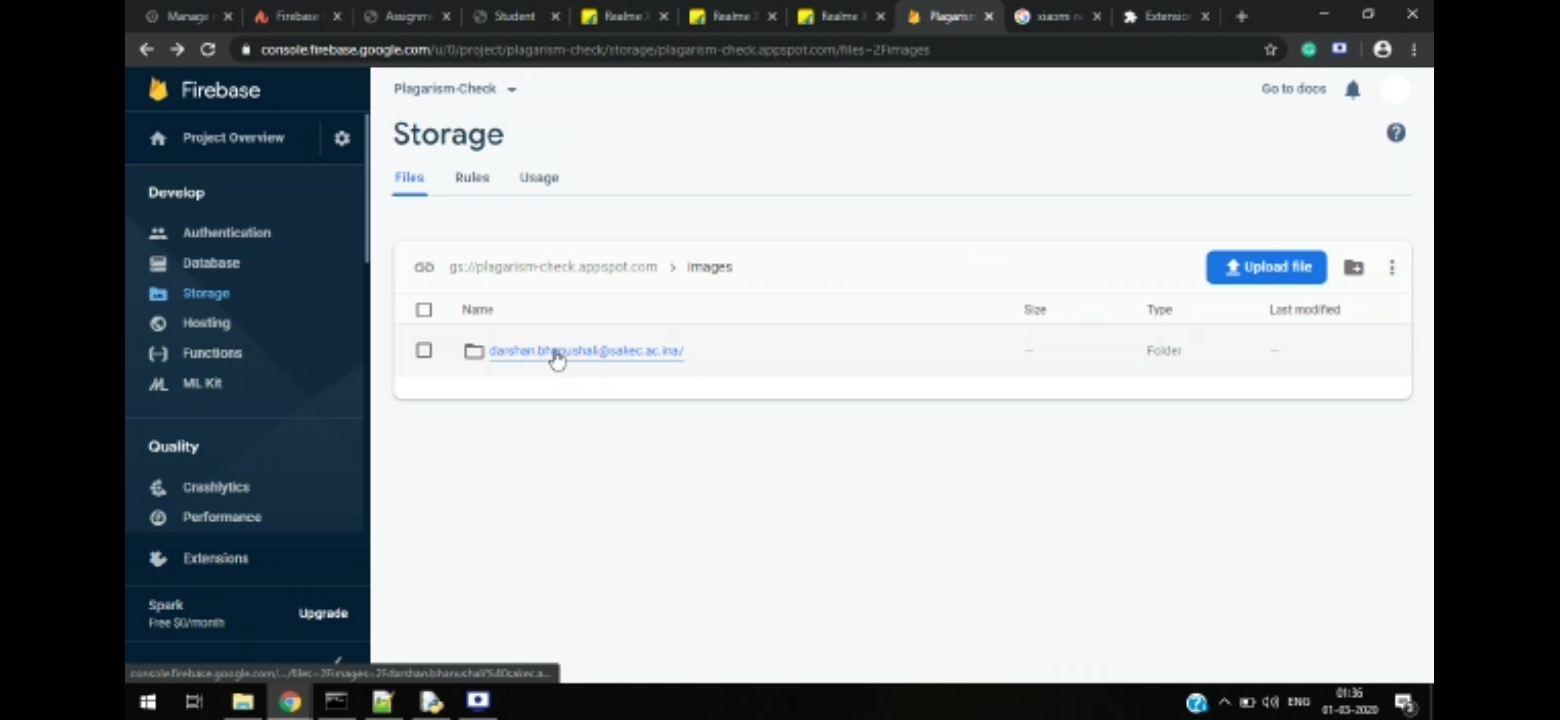 Manage
Firebase
Assignm
Student
Realme
Realme
Realme
Plagarism
xiaomi
Extension
console.firebase.google.com/u/0/project/plagarism-check/storage/plagarism-check.appspot.com/files~2Fimages
Firebase
Plagarism-Check
Go to docs
Project Overview
Storage
Files
Rules
Usage
Develop
Authentication
Database
Storage
Hosting
Functions
ML Kit
gs://plagarism-check.appspot.com > images
Upload file
Name
Size
Type
Last modified
darshan.bhanushali@sakec.ac.ina/
—
Folder
—
Quality
Crashlytics
Performance
Extensions
Spark
Free $0/month
Upgrade
console.firebase.google.com/.../files~2Fimages~2Fdarshan.bhanushali%40sakec.a...
ENG
01:36
01-03-2020